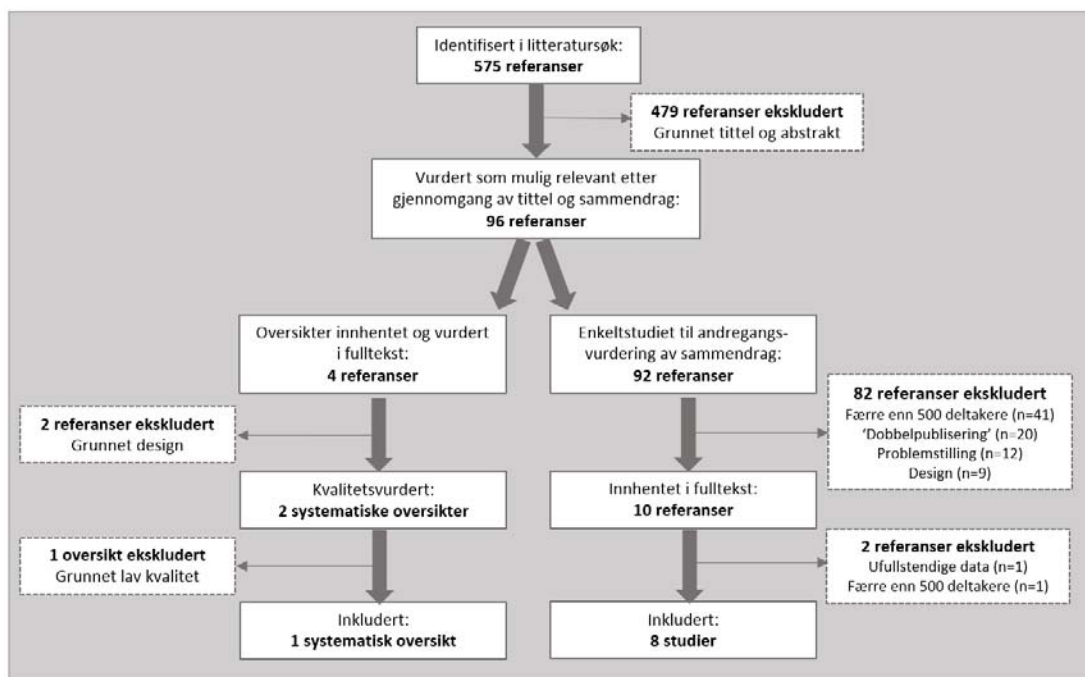 Identifisert i litteratursøk:
575 referanser
479 referanser ekskludert
Grunnet tittel og abstrakt
Vurdert som mulig relevant etter
gjennomgang av tittel og sammendrag:
96 referanser
Oversikter innhentet og vurdert
i fulltekst:
4 referanser
Enkeltstudiet til andregangs-
vurdering av sammendrag:
92 referanser
2 referanser ekskludert
Grunnet design
82 referanser ekskludert
Færre enn 500 deltakere (n=41)
‘Dobbelpublisering’ (n=20)
Problemstilling (n=12)
Design (n=9)
Kvalitetsvurdert:
2 systematiske oversikter
Innhentet i fulltekst:
10 referanser
1 oversikt ekskludert
Grunnet lav kvalitet
2 referanser ekskludert
Ufullstendige data (n=1)
Færre enn 500 deltakere (n=1)
Inkludert:
1 systematisk oversikt
Inkludert:
8 studier